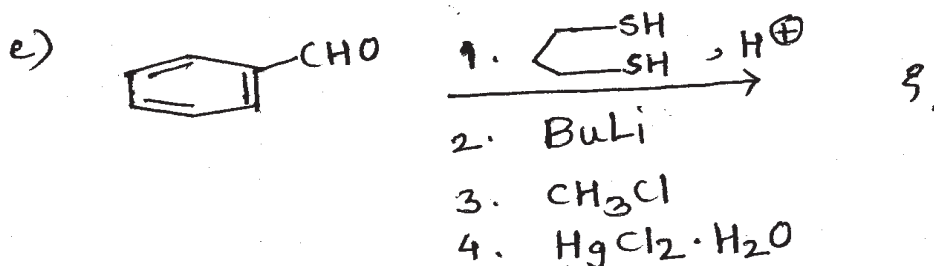 e)
CHO
1. SH
SH , H⊕
?
2. BuLi
3. CH3Cl
4. HgCl2·H2O